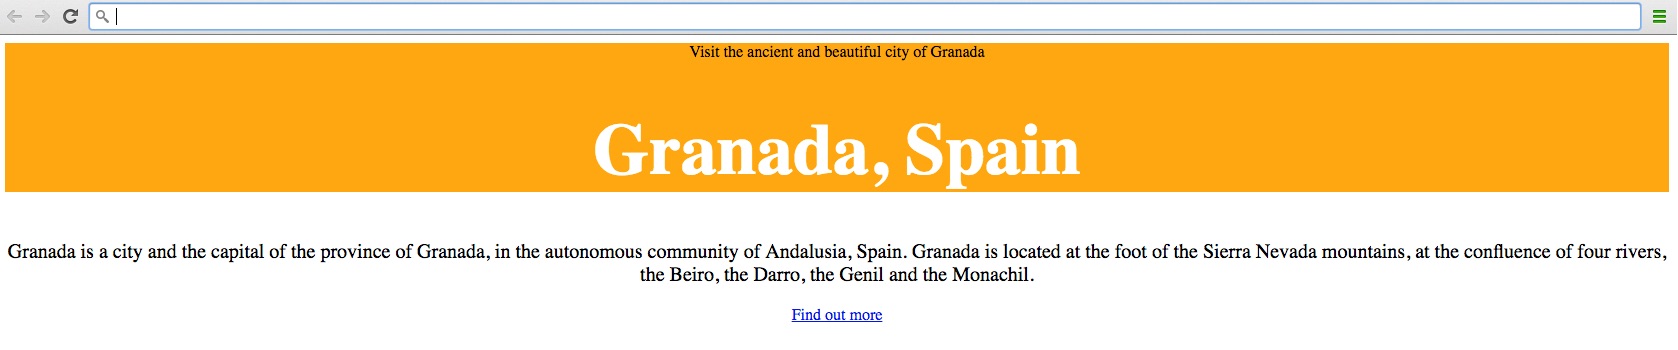 Visit the ancient and beautiful city of Granada
Granada, Spain
Granada is a city and the capital of the province of Granada, in the autonomous community of Andalusia, Spain. Granada is located at the foot of the Sierra Nevada mountains, at the confluence of four rivers,
the Beiro, the Darro, the Genil and the Monachil.
Find out more